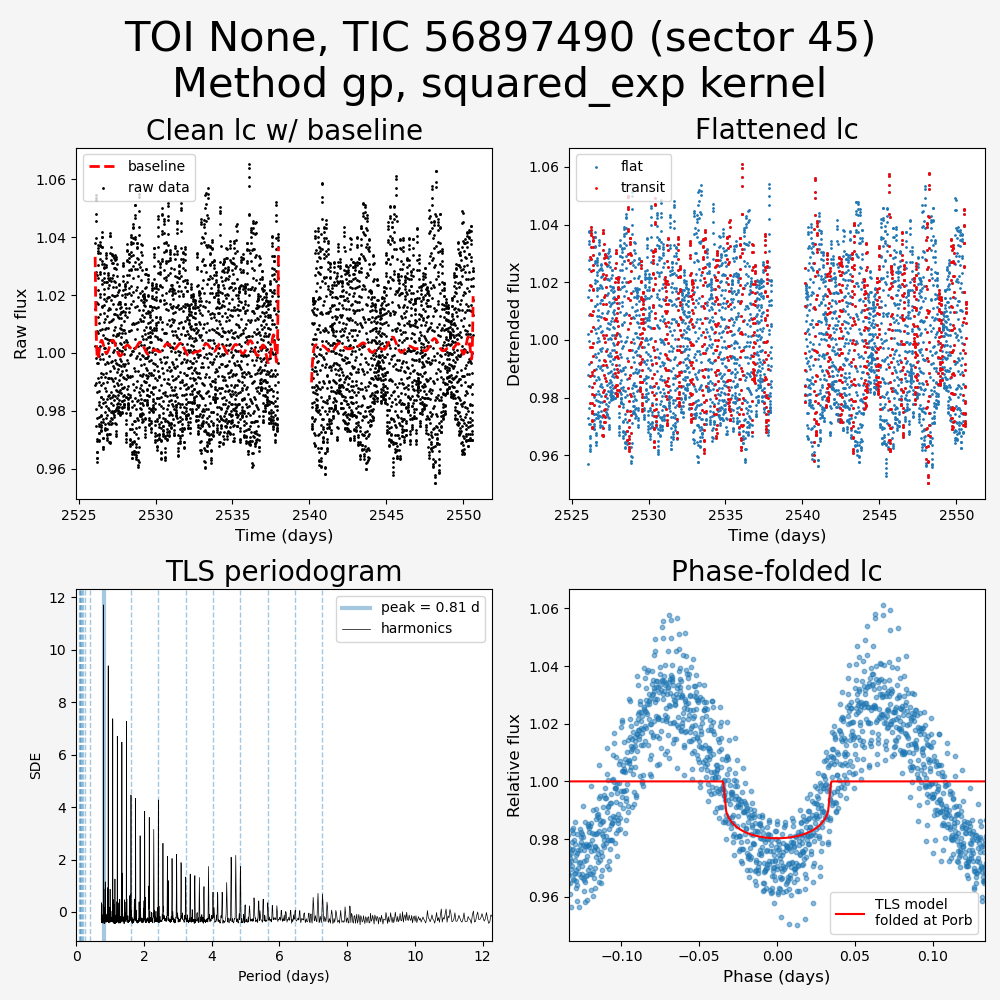 TOI None, TIC 56897490 (sector 45)
Method gp, squared_exp kernel
Clean lc w/ baseline
baseline
raw data
1.06
1.04
1.02
1.00
0.98
0.96
Raw flux
2525
2530
2535
2540
2545
2550
Time (days)
Flattened lc
flat
transit
1.06
1.04
1.02
1.00
0.98
0.96
Detrended flux
2525
2530
2535
2540
2545
2550
Time (days)
TLS periodogram
peak = 0.81 d
harmonics
12
10
8
6
4
2
0
SDE
0
2
4
6
8
10
12
Period (days)
Phase-folded lc
1.06
1.04
1.02
1.00
0.98
0.96
Relative flux
TLS model
folded at Porb
−0.10
−0.05
0.00
0.05
0.10
Phase (days)